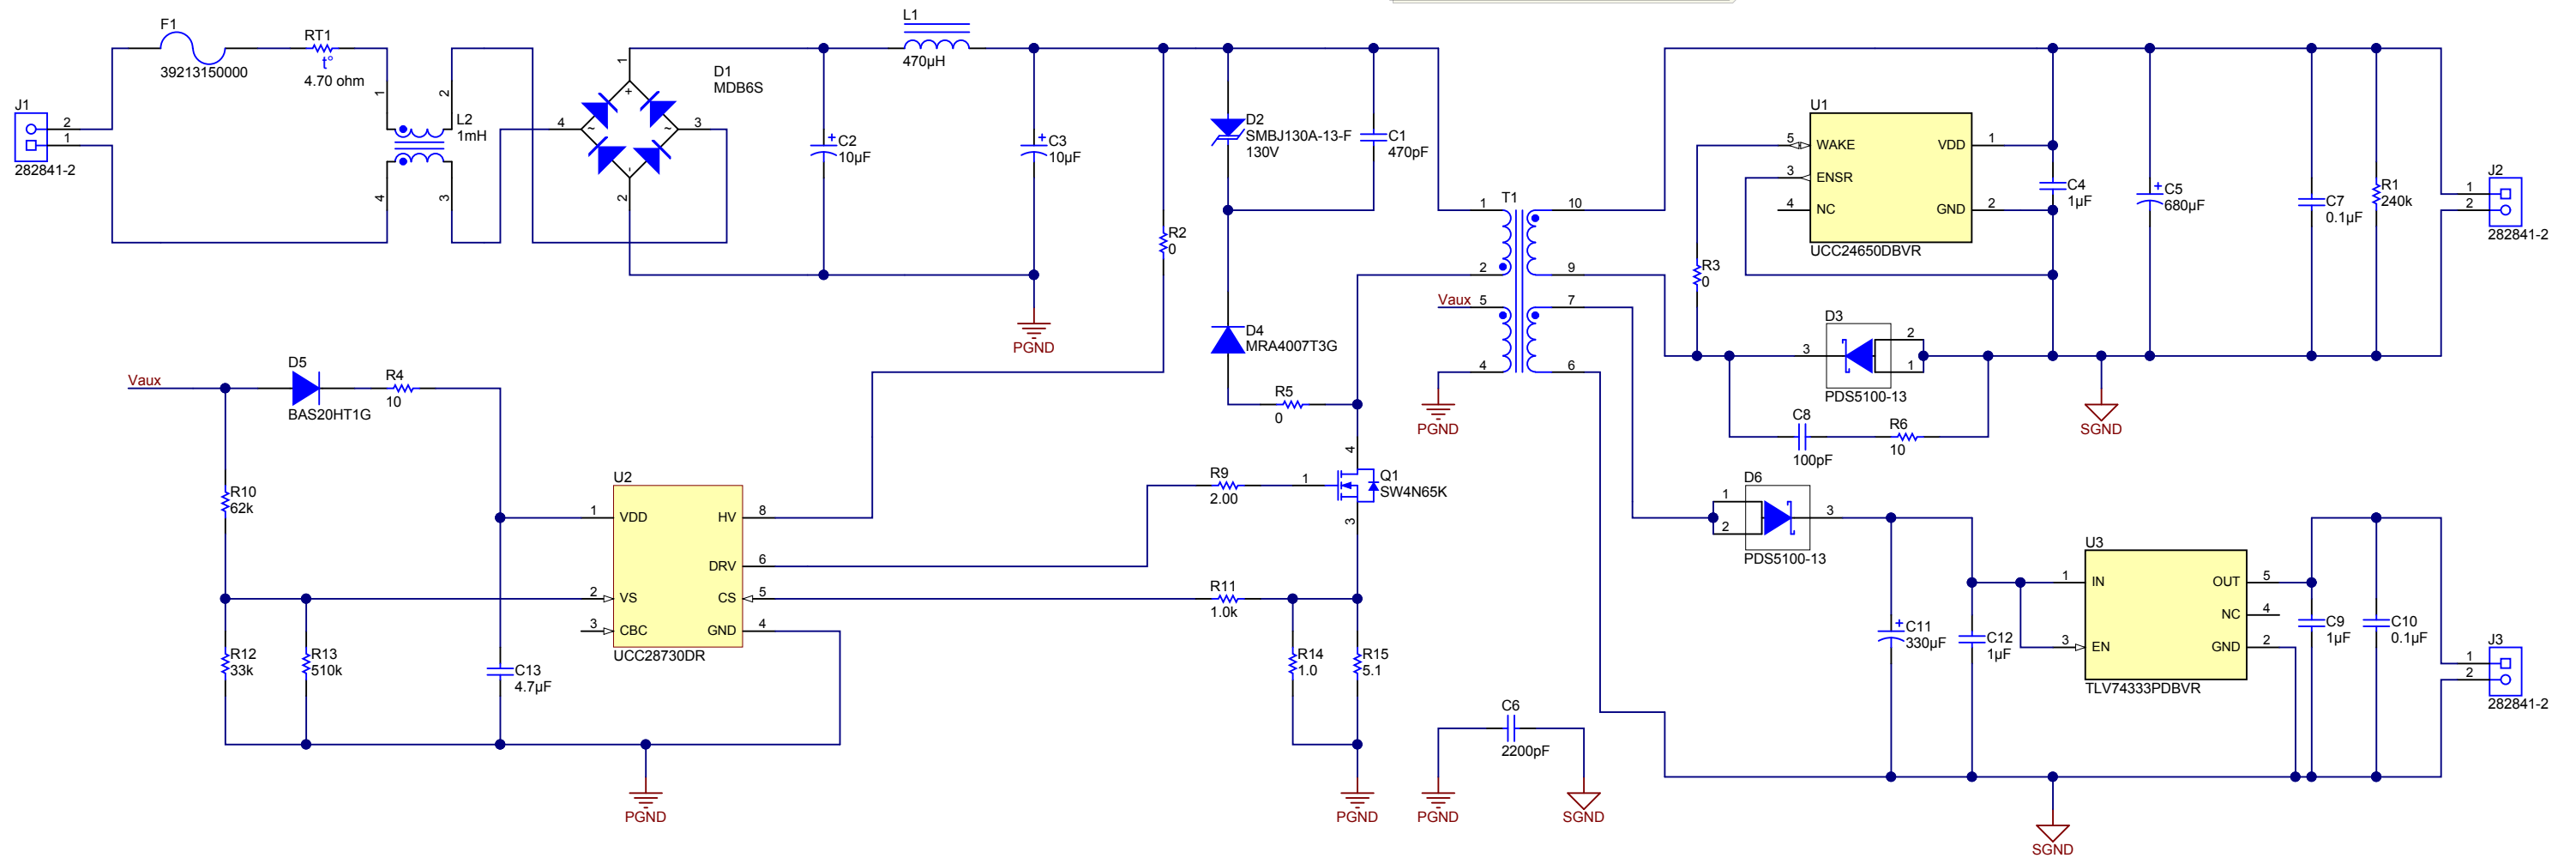 F1
39213150000
RT1
t°
4.70 ohm
J1
2
1
282841-2
1
2
L2
1mH
4
3
D1
MDB6S
1
+
4
~
~
3
-
2
+
C2
10µF
L1
470µH
+
C3
10µF
PGND
R2
0
D2
SMBJ130A-13-F
130V
C1
470pF
D4
MRA4007T3G
R5
0
T1
1
10
2
9
Vaux
5
7
4
6
PGND
U1
5
WAKE
VDD
1
3
ENSR
4
NC
GND
2
UCC24650DBVR
R3
0
C4
1µF
+
C5
680µF
C7
0.1µF
R1
240k
J2
1
2
282841-2
D3
3
2
1
PDS5100-13
C8
100pF
R6
10
SGND
Vaux
D5
BAS20HT1G
R4
10
R10
62k
R12
33k
R13
510k
C13
4.7µF
U2
1
VDD
HV
8
DRV
6
2
VS
CS
5
3
CBC
GND
4
UCC28730DR
PGND
R9
2.00
1
4
Q1
SW4N65K
3
R11
1.0k
R14
1.0
R15
5.1
PGND
C6
2200pF
PGND
SGND
D6
1
2
3
PDS5100-13
+
C11
330µF
C12
1µF
U3
1
IN
OUT
5
NC
4
3
EN
GND
2
TLV74333PDBVR
C9
1µF
C10
0.1µF
J3
1
2
282841-2
SGND